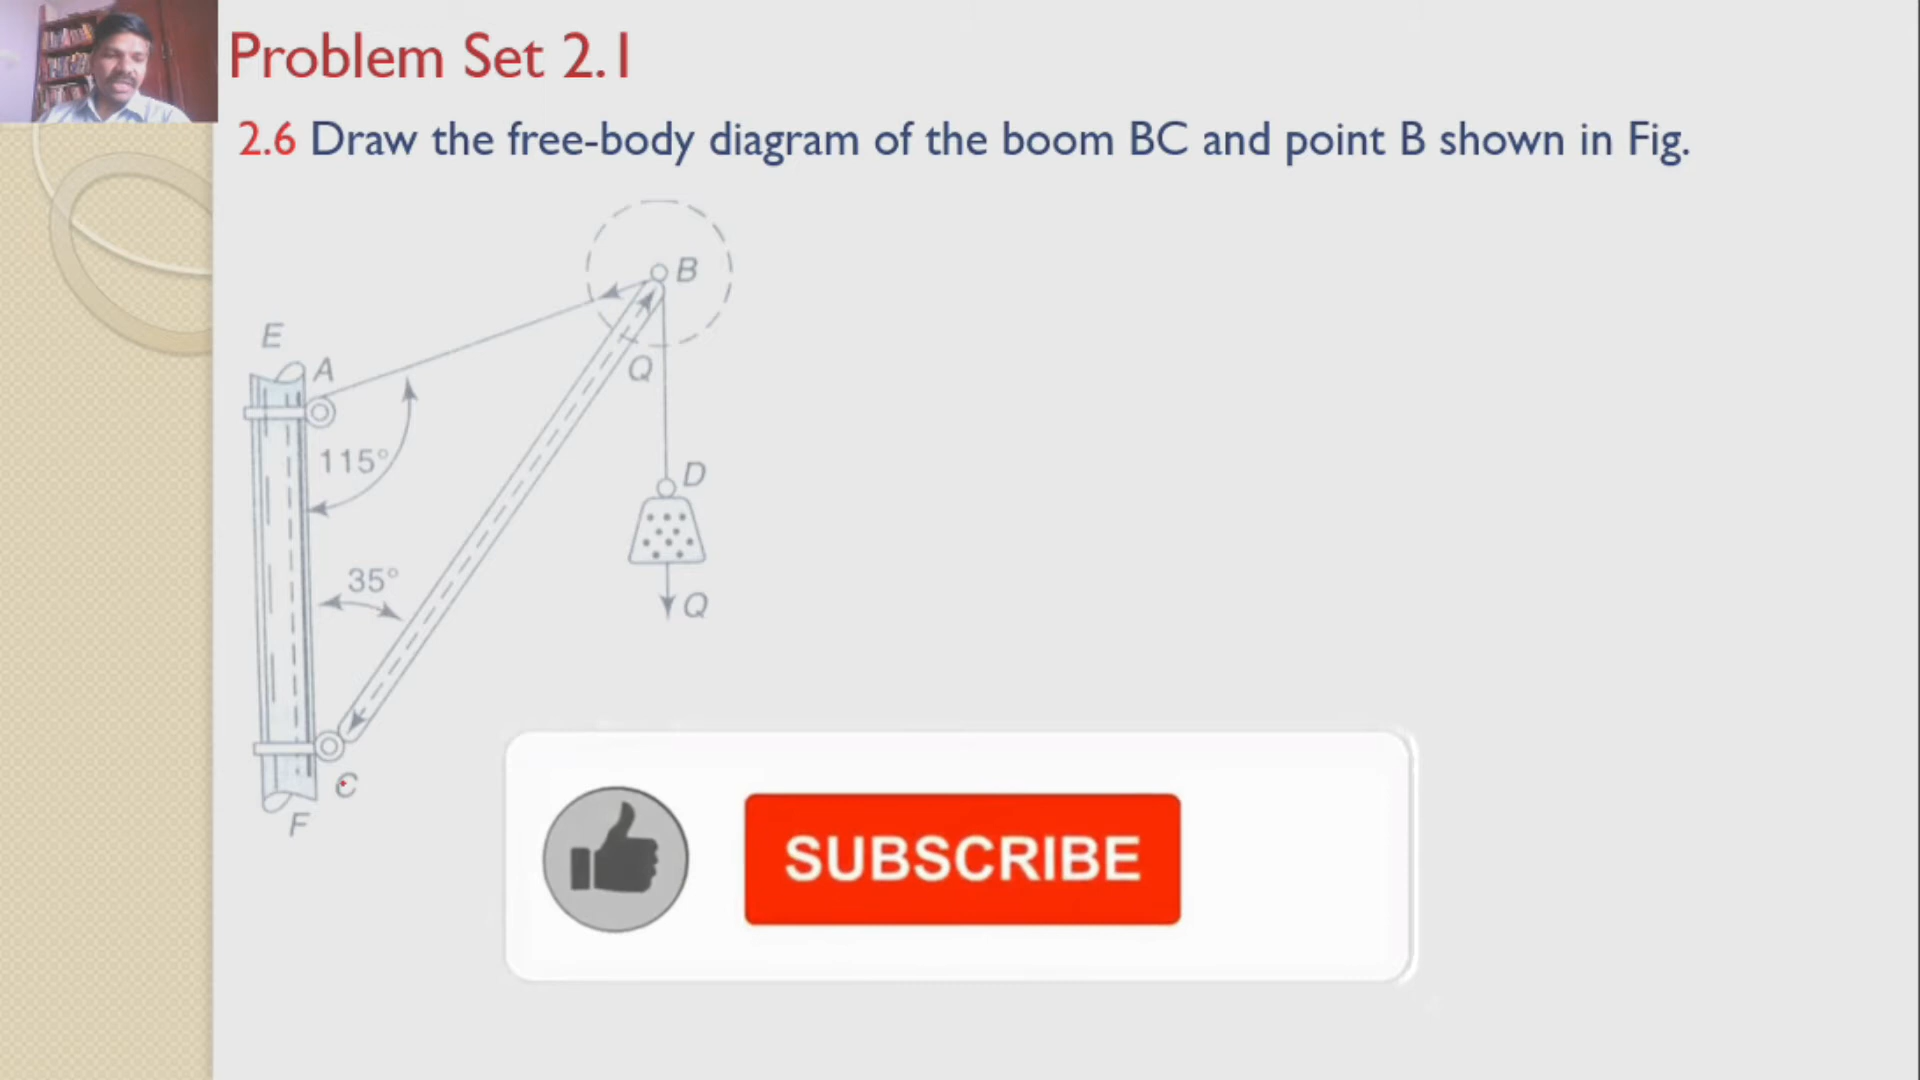 Problem Set 2.1
2.6 Draw the free-body diagram of the boom BC and point B shown in Fig.
B
E
A
Q
115°
D
35°
Q
C
F
SUBSCRIBE